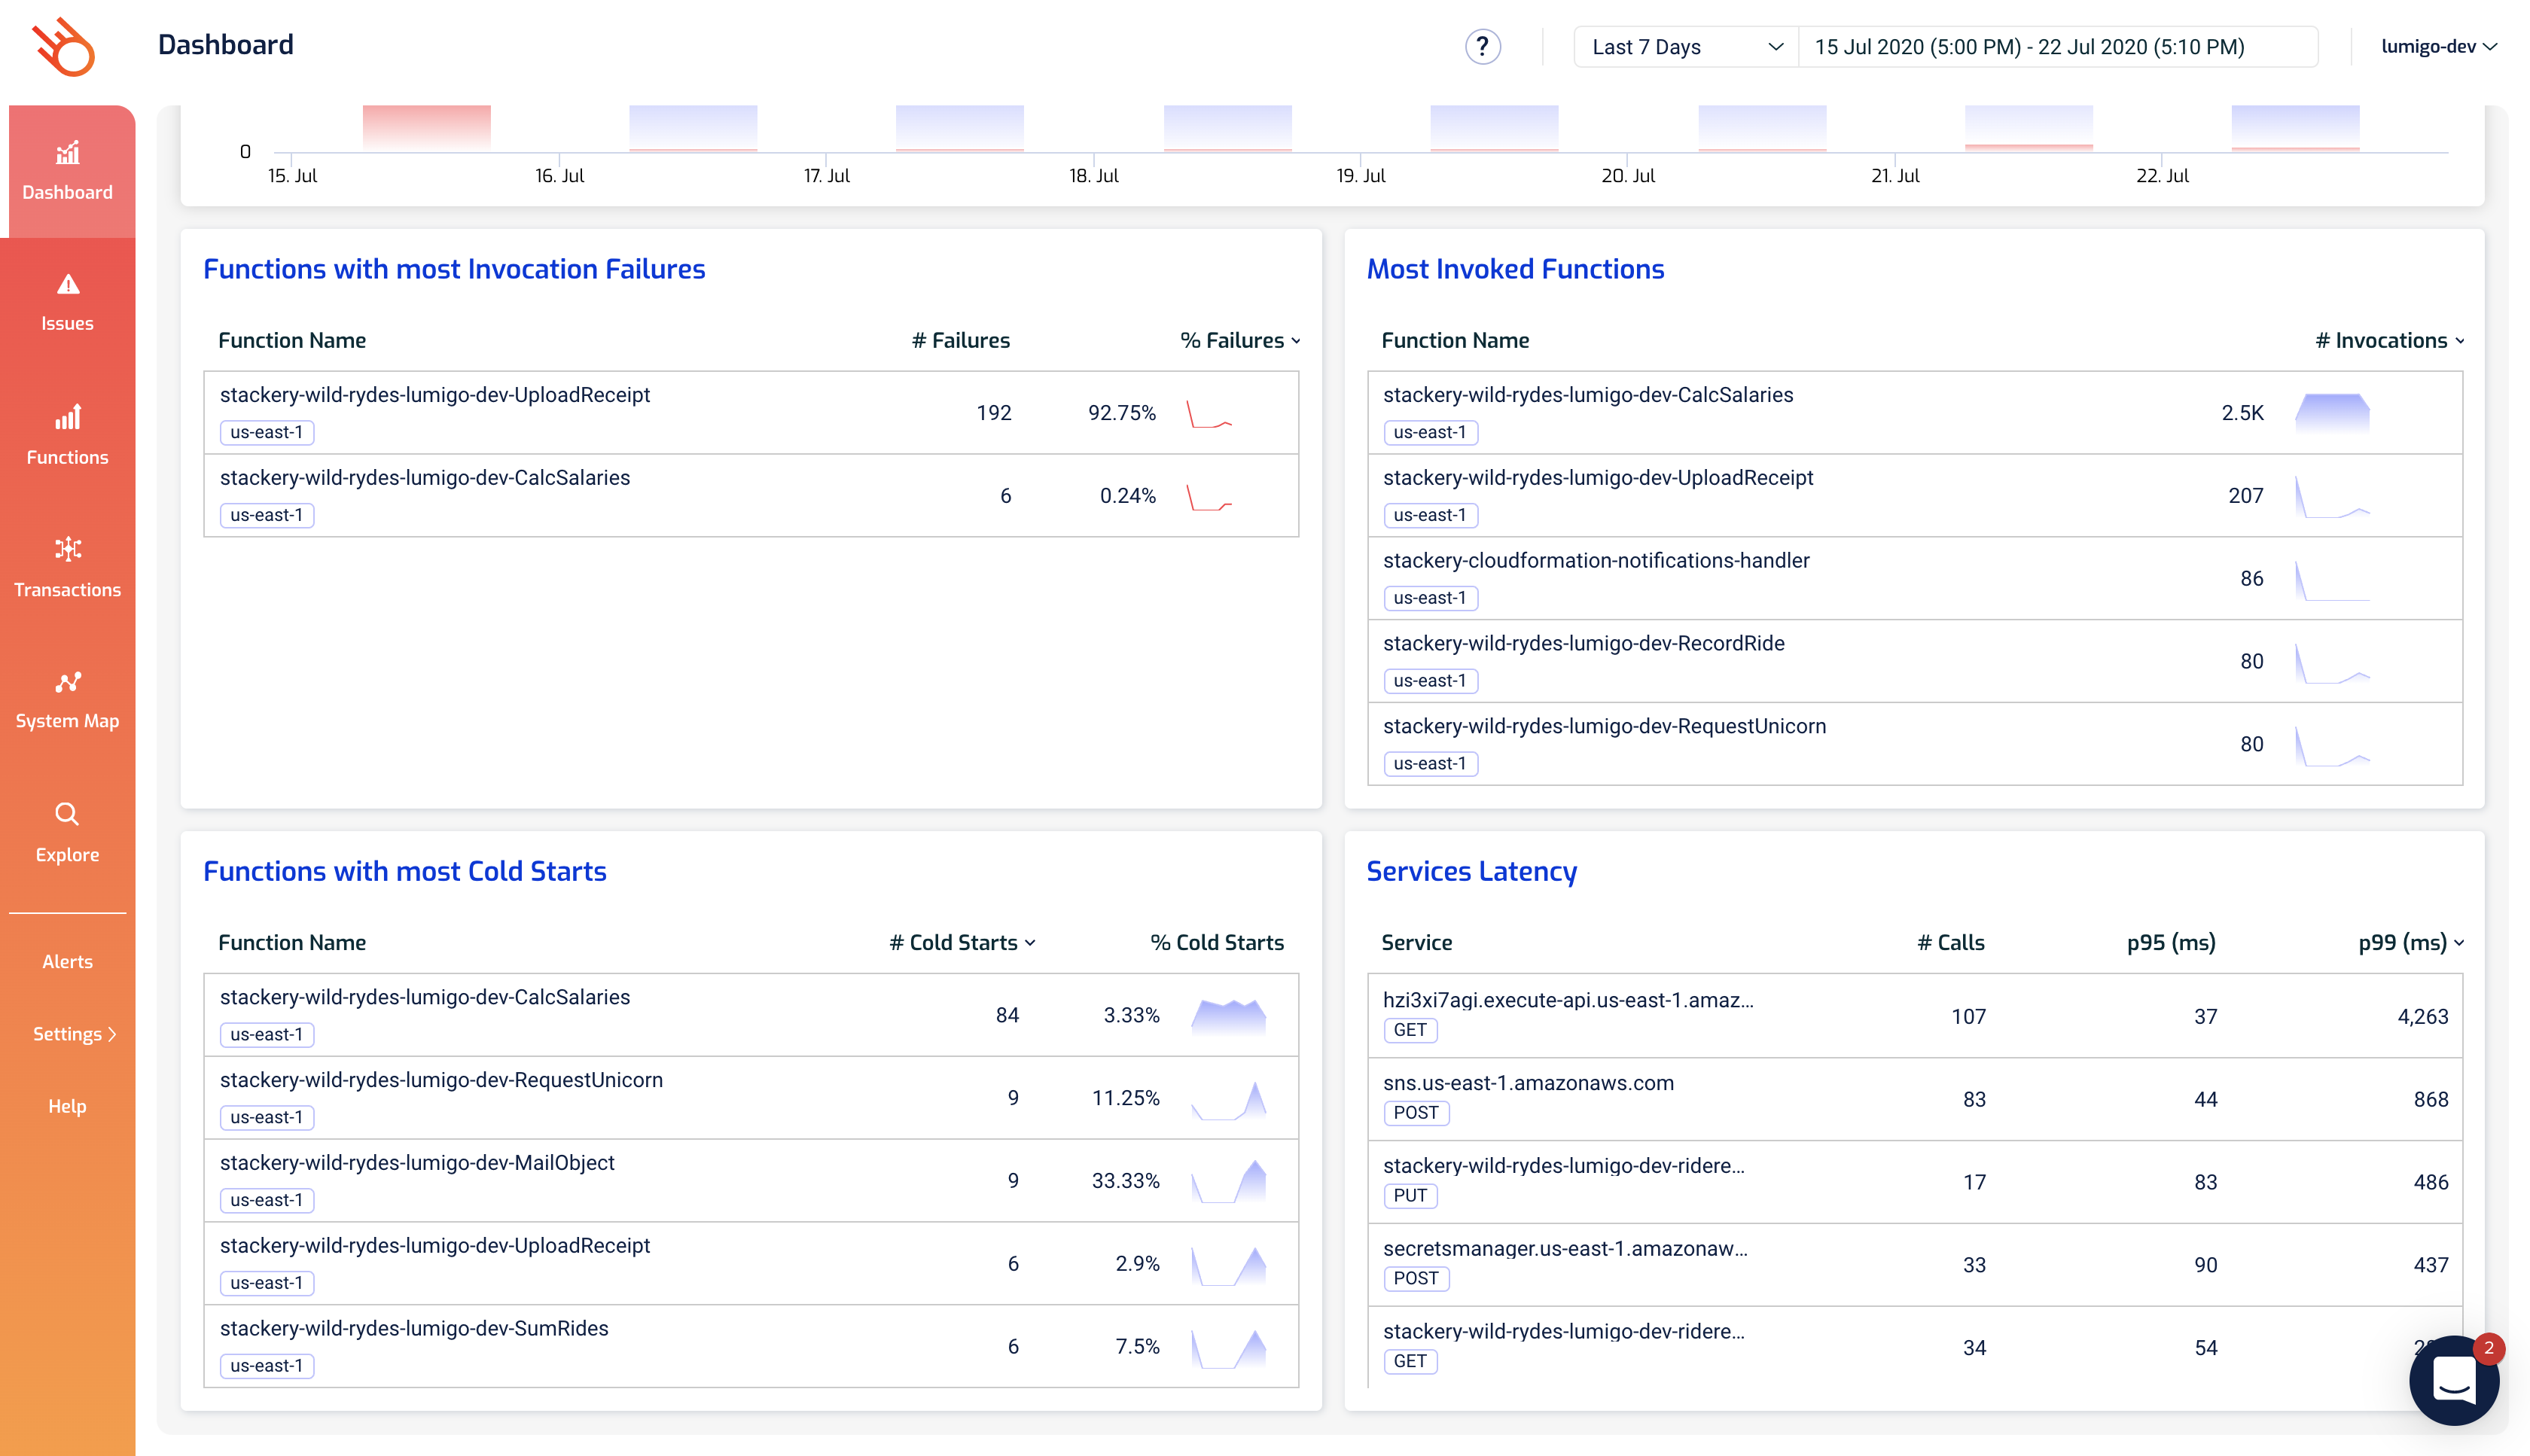 Dashboard
?
Last 7 Days
15 Jul 2020 (5:00 PM) - 22 Jul 2020 (5:10 PM)
lumigo-dev
Dashboard
Issues
Functions
Transactions
System Map
Explore
Alerts
Settings
Help
0
15. Jul
16. Jul
17. Jul
18. Jul
19. Jul
20. Jul
21. Jul
22. Jul
Functions with most Invocation Failures
Function Name # Failures % Failures
stackery-wild-rydes-lumigo-dev-UploadReceipt
us-east-1
192 92.75%
stackery-wild-rydes-lumigo-dev-CalcSalaries
us-east-1
6 0.24%
Most Invoked Functions
Function Name # Invocations
stackery-wild-rydes-lumigo-dev-CalcSalaries
us-east-1
2.5K
stackery-wild-rydes-lumigo-dev-UploadReceipt
us-east-1
207
stackery-cloudformation-notifications-handler
us-east-1
86
stackery-wild-rydes-lumigo-dev-RecordRide
us-east-1
80
stackery-wild-rydes-lumigo-dev-RequestUnicorn
us-east-1
80
Functions with most Cold Starts
Function Name # Cold Starts % Cold Starts
stackery-wild-rydes-lumigo-dev-CalcSalaries
us-east-1
84 3.33%
stackery-wild-rydes-lumigo-dev-RequestUnicorn
us-east-1
9 11.25%
stackery-wild-rydes-lumigo-dev-MailObject
us-east-1
9 33.33%
stackery-wild-rydes-lumigo-dev-UploadReceipt
us-east-1
6 2.9%
stackery-wild-rydes-lumigo-dev-SumRides
us-east-1
6 7.5%
Services Latency
Service # Calls p95 (ms) p99 (ms)
hzi3xi7agi.execute-api.us-east-1.amaz...
GET
107 37 4,263
sns.us-east-1.amazonaws.com
POST
83 44 868
stackery-wild-rydes-lumigo-dev-ridere...
PUT
17 83 486
secretsmanager.us-east-1.amazonaw...
POST
33 90 437
stackery-wild-rydes-lumigo-dev-ridere...
GET
34 54
2